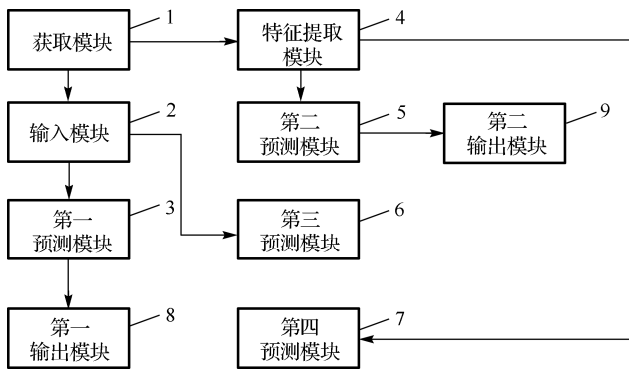 获取模块
1
特征提取
模块
4
输入模块
2
第二
预测模块
5
第二
输出模块
9
第一
预测模块
3
第三
预测模块
6
第一
输出模块
8
第四
预测模块
7